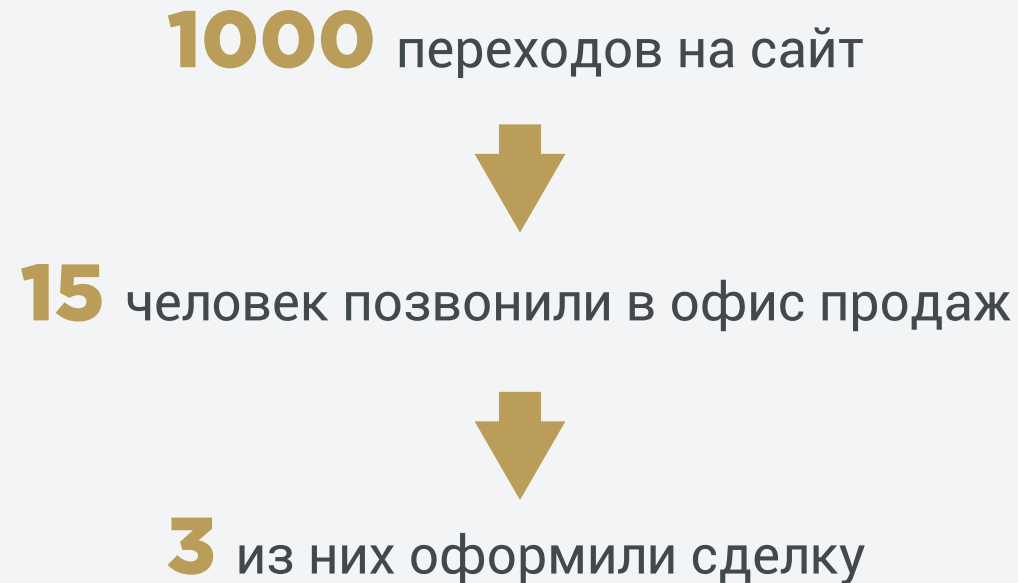 1000 переходов на сайт
15 человек позвонили в офис продаж
3 из них оформили сделку